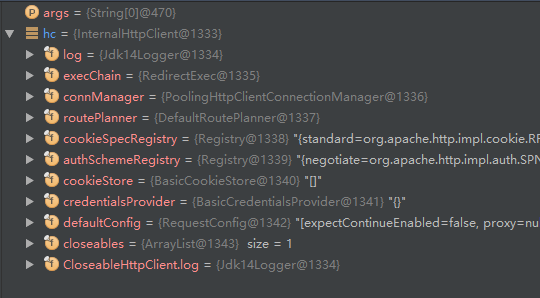 args = {String[0]@470}
hc = {InternalHttpClient@1333}
log = {Jdk14Logger@1334}
execChain = {RedirectExec@1335}
connManager = {PoolingHttpClientConnectionManager@1336}
routePlanner = {DefaultRoutePlanner@1337}
cookieSpecRegistry = {Registry@1338} "{standard=org.apache.http.impl.cookie.RF
authSchemeRegistry = {Registry@1339} "{negotiate=org.apache.http.impl.auth.SPN
cookieStore = {BasicCookieStore@1340} "[]"
credentialsProvider = {BasicCredentialsProvider@1341} "{}"
defaultConfig = {RequestConfig@1342} "[expectContinueEnabled=false, proxy=nu
closeables = {ArrayList@1343} size = 1
CloseableHttpClient.log = {Jdk14Logger@1334}